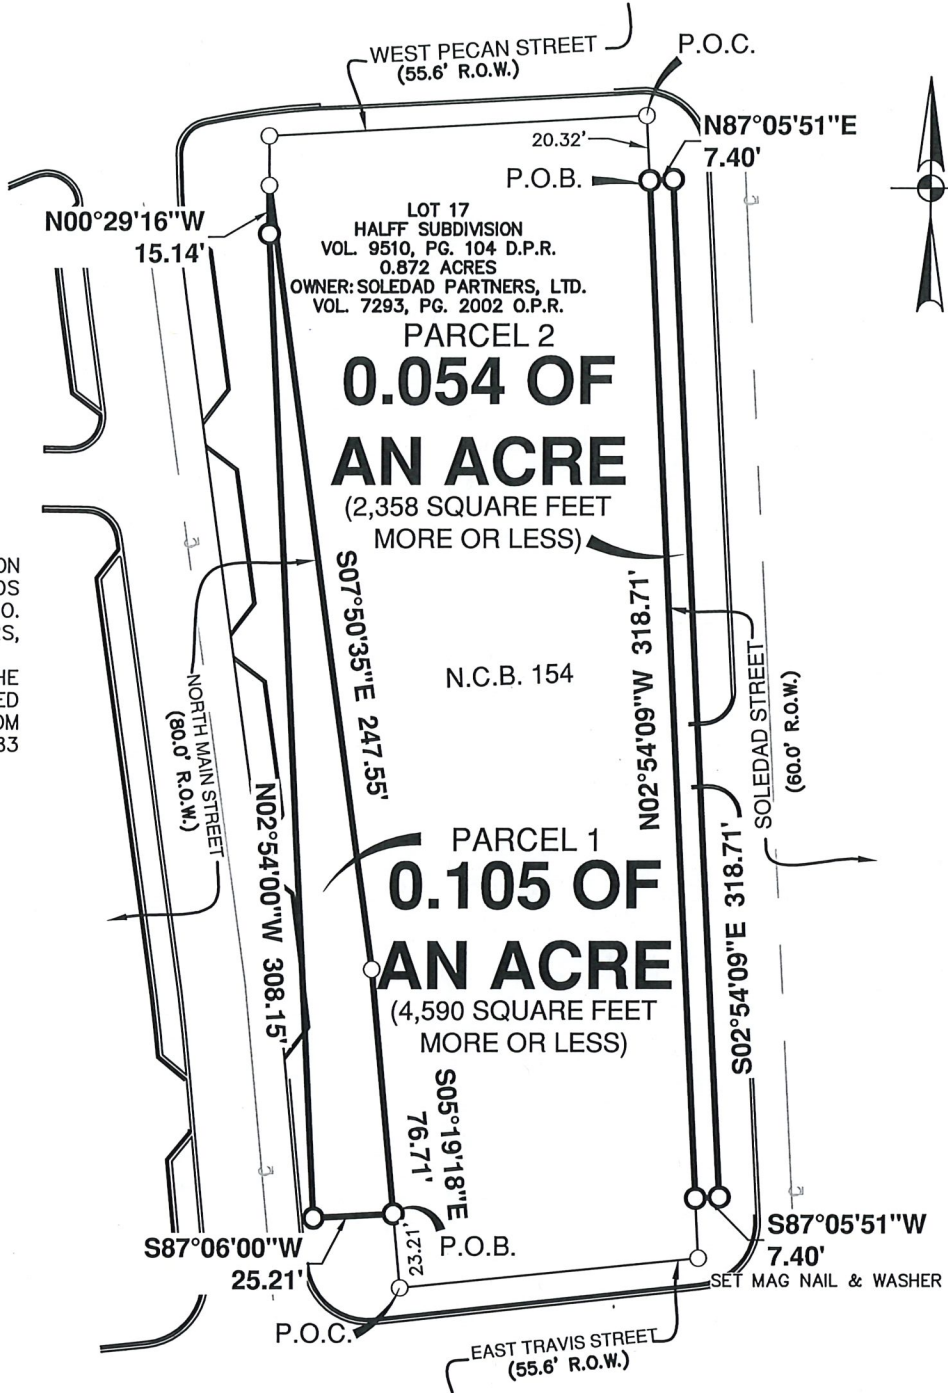 WEST PECAN STREET
(55.6' R.O.W.)
P.O.C.
N87°05'51"E
7.40'
20.32'
P.O.B.
N00°29'16"W
15.14'
LOT 17
HALFF SUBDIVISION
VOL. 9510, PG. 104 D.P.R.
0.872 ACRES
OWNER: SOLEDAD PARTNERS, LTD.
VOL. 7293, PG. 2002 O.P.R.
PARCEL 2
0.054 OF
AN ACRE
(2,358 SQUARE FEET
MORE OR LESS)
ON
DS
O.
RS,
HE
ED
OM
83
S07°50'35"E 247.55'
N02°54'09"W 318.71'
N.C.B. 154
NORTH MAIN STREET
(80.0' R.O.W.)
SOLEDAD STREET
(60.0' R.O.W.)
N02°54'00"W 308.15'
PARCEL 1
0.105 OF
AN ACRE
(4,590 SQUARE FEET
MORE OR LESS)
S02°54'09"E 318.71'
S05°19'18"E
76.71'
S87°06'00"W
25.21'
23.21'
P.O.B.
S87°05'51"W
7.40'
SET MAG NAIL & WASHER
P.O.C.
EAST TRAVIS STREET
(55.6' R.O.W.)